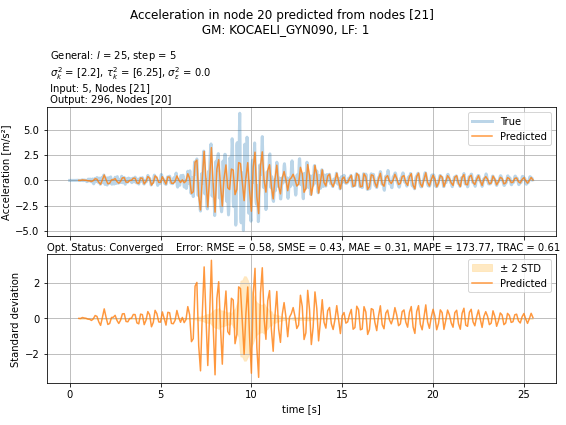 Acceleration in node 20 predicted from nodes [21]
GM: KOCAELI_GYN090, LF: 1
General: l = 25, step = 5
σ²ₖ = [2.2], τ²ₖ = [6.25], σ²ε = 0.0
Input: 5, Nodes [21]
Output: 296, Nodes [20]
Acceleration [m/s²]
5.0
2.5
0.0
−2.5
−5.0
True
Predicted
Opt. Status: Converged Error: RMSE = 0.58, SMSE = 0.43, MAE = 0.31, MAPE = 173.77, TRAC = 0.61
Standard deviation
2
0
−2
± 2 STD
Predicted
0 5 10 15 20 25
time [s]